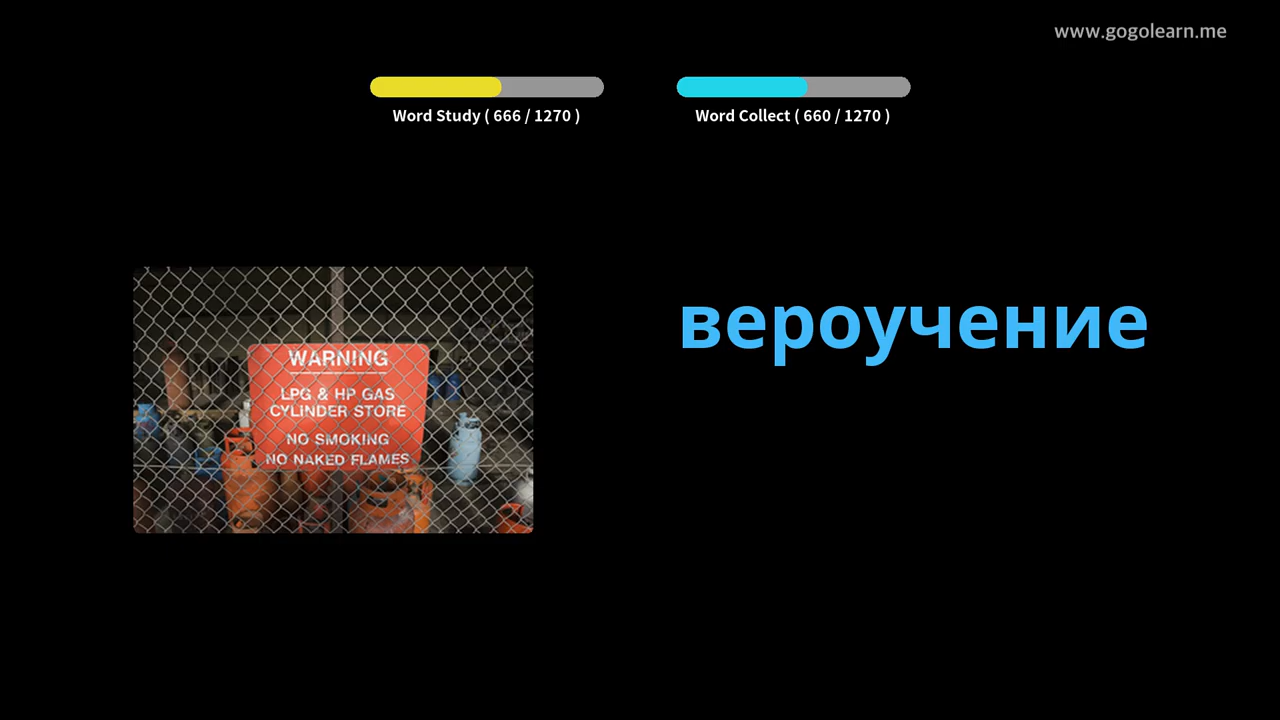 www.gogolearn.me
Word Study ( 666 / 1270 )
Word Collect ( 660 / 1270 )
вероучение
WARNING
LPG & HP GAS
CYLINDER STORE
NO SMOKING
NO NAKED FLAMES